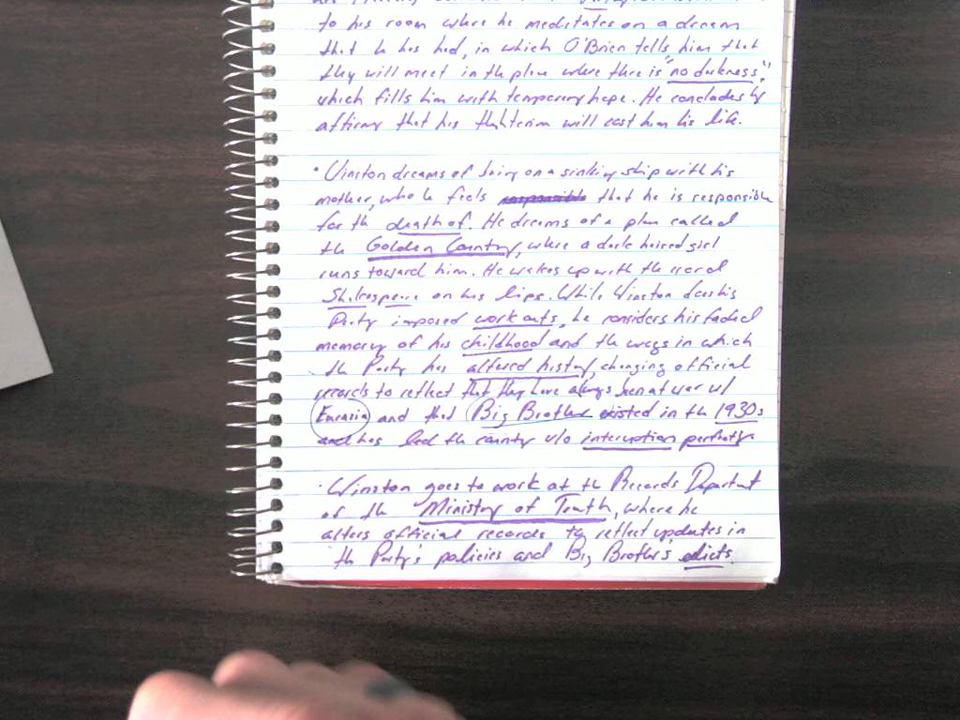 to his room where he meditates on a dream
that he has had, in which O'Brien tells him that
they will meet in the place where there is "no darkness",
which fills him with temporary hope. He concludes by
affirming that his thoughtcrime will cost him his life.
• Winston dreams of being on a sinking ship with his
mother, who he feels that he is responsible
for the death of. He dreams of a place called
the Golden Country, where a dark haired girl
runs toward him. He wakes up with the word
Shakespeare on his lips. While Winston does his
Party imposed workouts, he considers his faded
memory of his childhood and the ways in which
the Party has altered history, changing official
records to reflect that they have always been at war w/
Eurasia and that Big Brother existed in the 1930s
and has led the country w/o interruption
• Winston goes to work at the Records Department
of the Ministry of Truth, where he
alters official records to reflect updates in
the Party's policies and Big Brother's edicts.